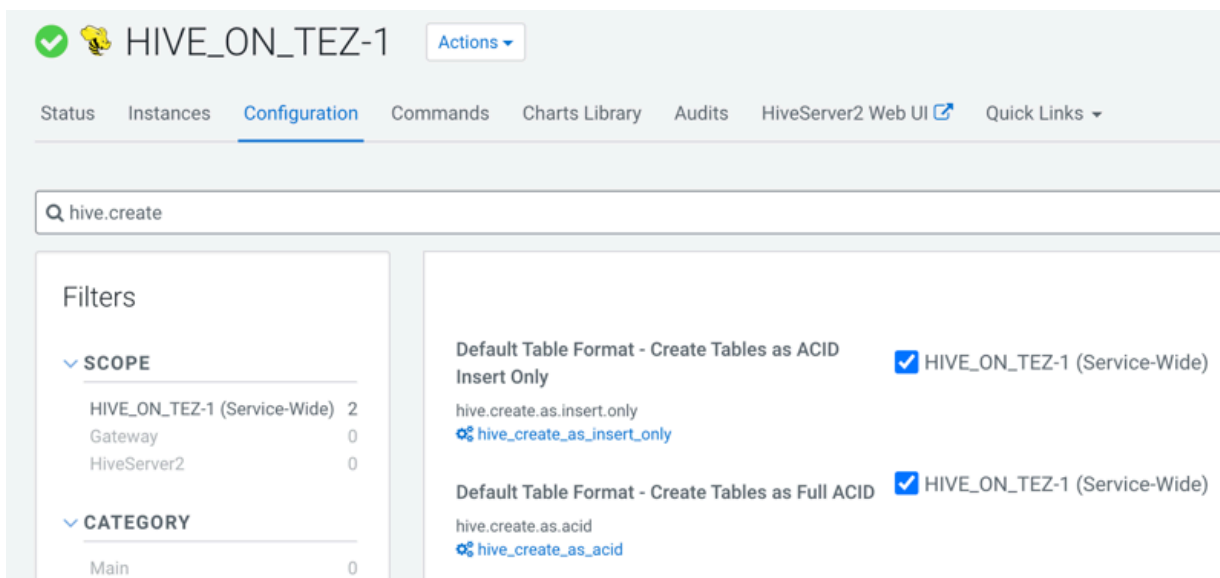 HIVE_ON_TEZ-1 Actions
Status Instances Configuration Commands Charts Library Audits HiveServer2 Web UI Quick Links
hive.create
Filters
SCOPE
HIVE_ON_TEZ-1 (Service-Wide) 2
Gateway 0
HiveServer2 0
CATEGORY
Main 0
Default Table Format - Create Tables as ACID
Insert Only
hive.create.as.insert.only
hive_create_as_insert_only
HIVE_ON_TEZ-1 (Service-Wide)
Default Table Format - Create Tables as Full ACID
hive.create.as.acid
hive_create_as_acid
HIVE_ON_TEZ-1 (Service-Wide)